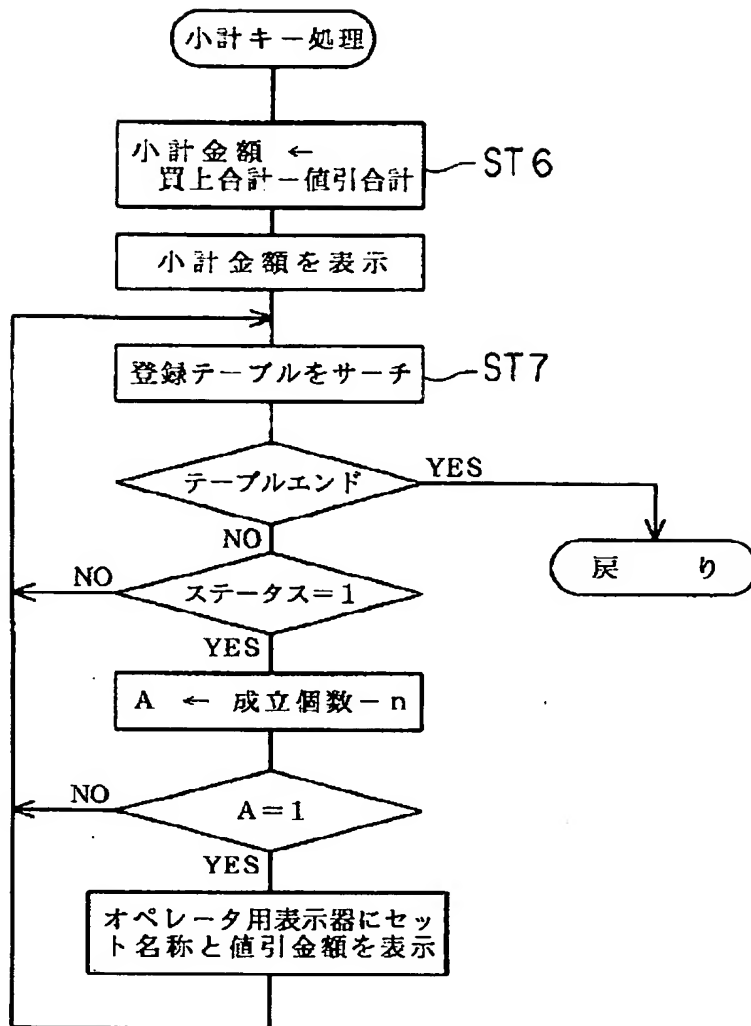 小計キー処理
小計金額 ←
買上合計－値引合計
ST6
小計金額を表示
登録テーブルをサーチ
ST7
テーブルエンド
YES
NO
戻 り
NO
ステータス＝1
YES
A ← 成立個数－n
NO
A＝1
YES
オペレータ用表示器にセッ
ト名称と値引金額を表示